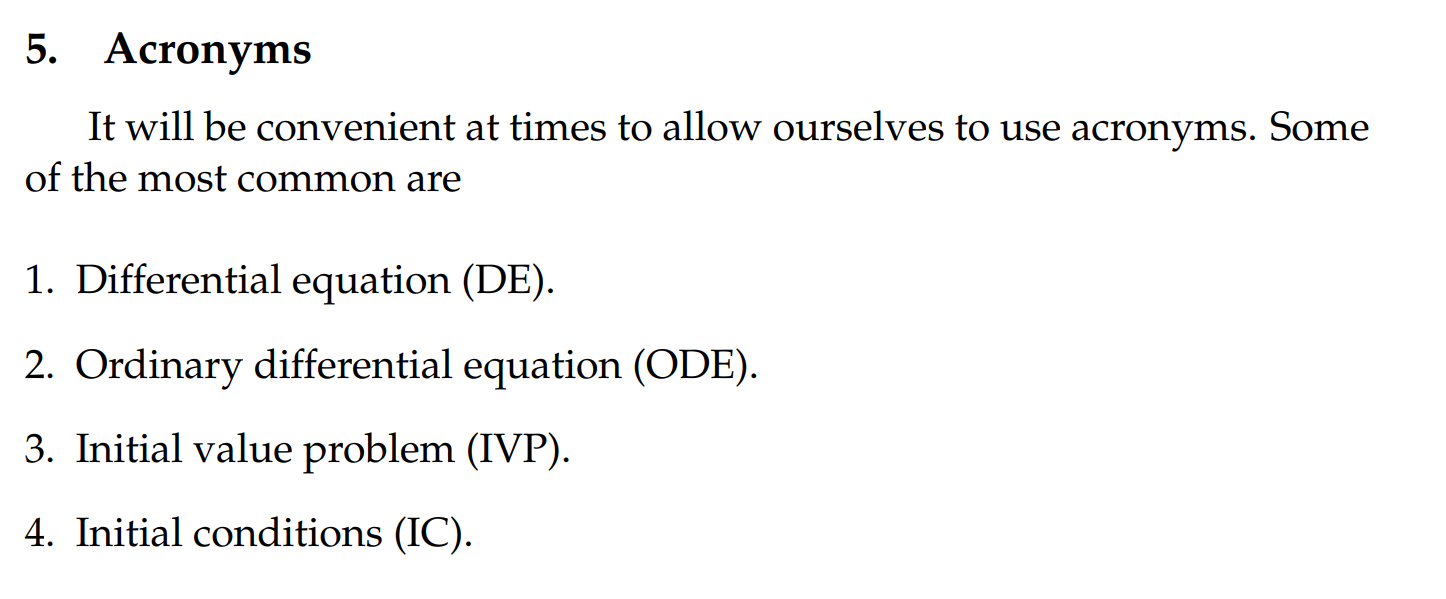 5. Acronyms
It will be convenient at times to allow ourselves to use acronyms. Some
of the most common are
1. Differential equation (DE).
2. Ordinary differential equation (ODE).
3. Initial value problem (IVP).
4. Initial conditions (IC).